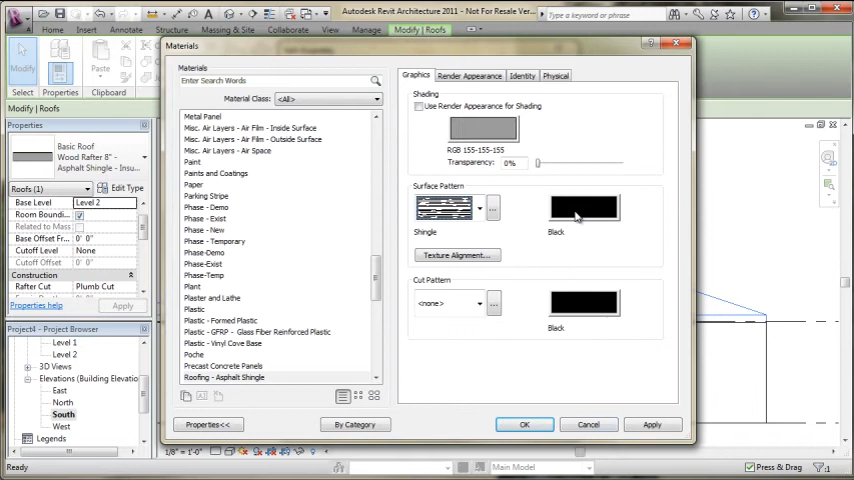 Autodesk Revit Architecture 2011 - Not For Resale Ver...
Type a keyword or phrase
Home Insert Annotate Structure Massing & Site Collaborate View Manage Modify | Roofs
Modify
Select
Properties
Paste
Clipboard
Modify | Roofs
Properties
Basic Roof
Wood Rafter 8" -
Asphalt Shingle - Insu...
Roofs (1)
Edit Type
Base Level Level 2
Room Boundi...
Related to Mass
Base Offset Fr... 0' 0"
Cutoff Level None
Construction
Rafter Cut Plumb Cut
Properties help
Apply
Project4 - Project Browser
Level 1
Level 2
3D Views
Elevations (Building Elevation
East
North
South
West
Legends
Materials
Materials
Enter Search Words
Material Class: <All>
Metal Panel
Misc. Air Layers - Air Film - Inside Surface
Misc. Air Layers - Air Film - Outside Surface
Misc. Air Layers - Air Space
Paint
Paints and Coatings
Paper
Parking Stripe
Phase - Demo
Phase - Exist
Phase - New
Phase - Temporary
Phase-Demo
Phase-Exist
Phase-Temp
Plant
Plaster and Lathe
Plastic
Plastic - Formed Plastic
Plastic - GFRP - Glass Fiber Reinforced Plastic
Plastic - Vinyl Cove Base
Poche
Precast Concrete Panels
Roofing - Asphalt Shingle
Properties<<
By Category
Graphics Render Appearance Identity Physical
Shading
Use Render Appearance for Shading
RGB 155-155-155
Transparency: 0%
Surface Pattern
...
Shingle
Black
Texture Alignment...
Cut Pattern
<none>
...
Black
OK
Cancel
Apply
1/8" = 1'-0"
Ready
:0
Main Model
Press & Drag
:1